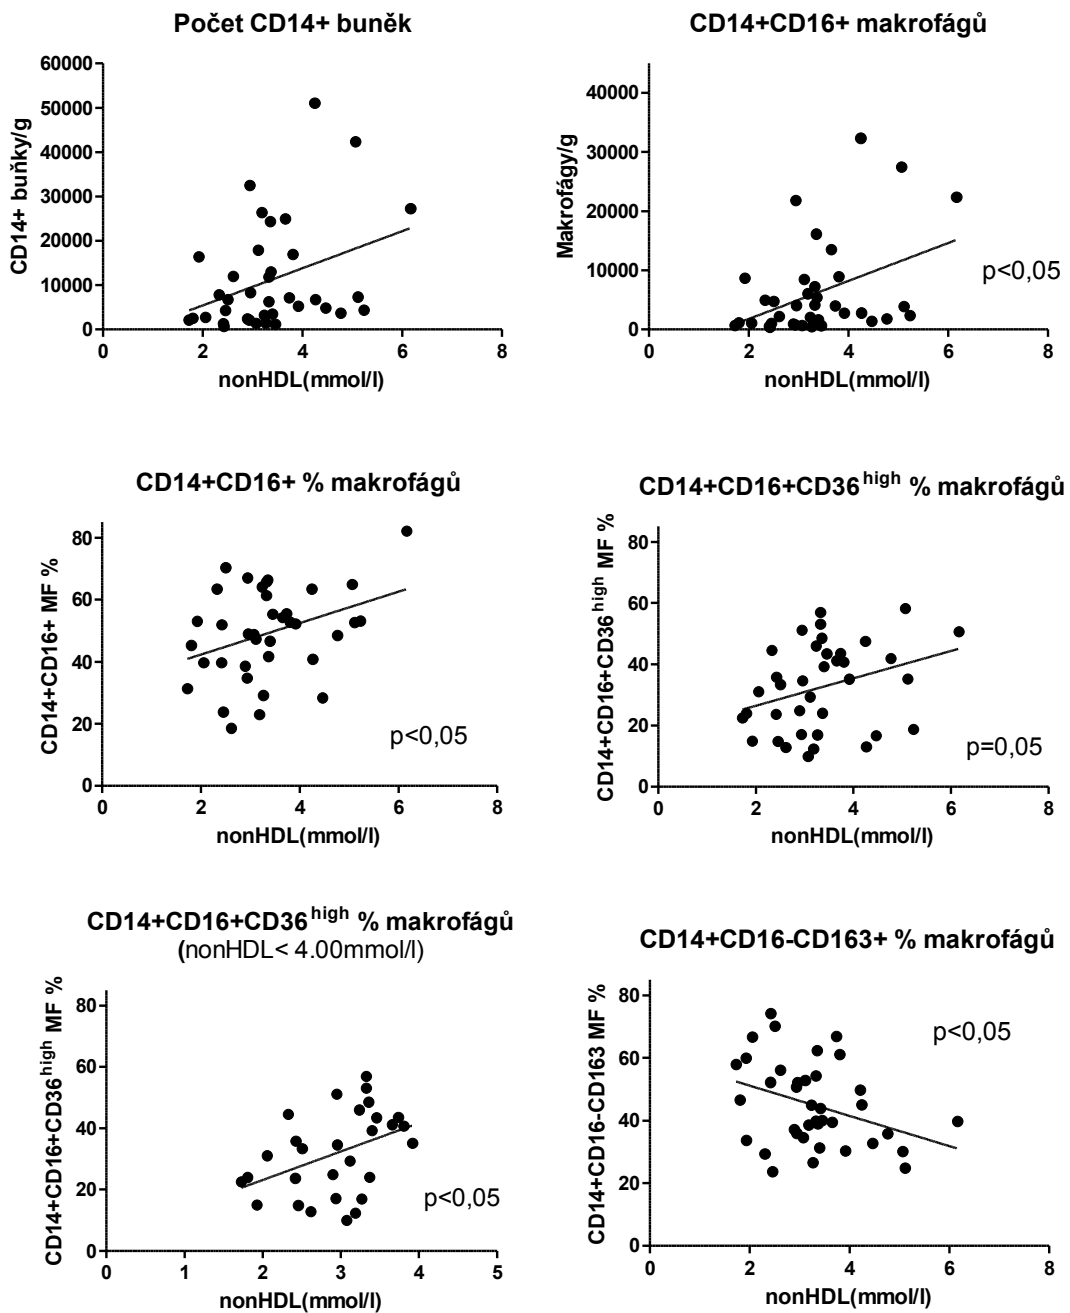 Počet CD14+ buněk
CD14+ buňky/g
60000
50000
40000
30000
20000
10000
0
0 2 4 6 8
nonHDL(mmol/l)
CD14+CD16+ makrofágů
Makrofágy/g
40000
30000
20000
10000
0
p<0,05
0 2 4 6 8
nonHDL(mmol/l)
CD14+CD16+ % makrofágů
CD14+CD16+ MF %
80
60
40
20
0
p<0,05
0 2 4 6 8
nonHDL(mmol/l)
CD14+CD16+CD36high % makrofágů
CD14+CD16+CD36high MF %
80
60
40
20
0
p=0,05
0 2 4 6 8
nonHDL(mmol/l)
CD14+CD16+CD36high % makrofágů
(nonHDL< 4.00mmol/l)
CD14+CD16+CD36high MF %
80
60
40
20
0
p<0,05
0 1 2 3 4 5
nonHDL(mmol/l)
CD14+CD16-CD163+ % makrofágů
CD14+CD16-CD163 MF %
80
60
40
20
0
p<0,05
0 2 4 6 8
nonHDL(mmol/l)